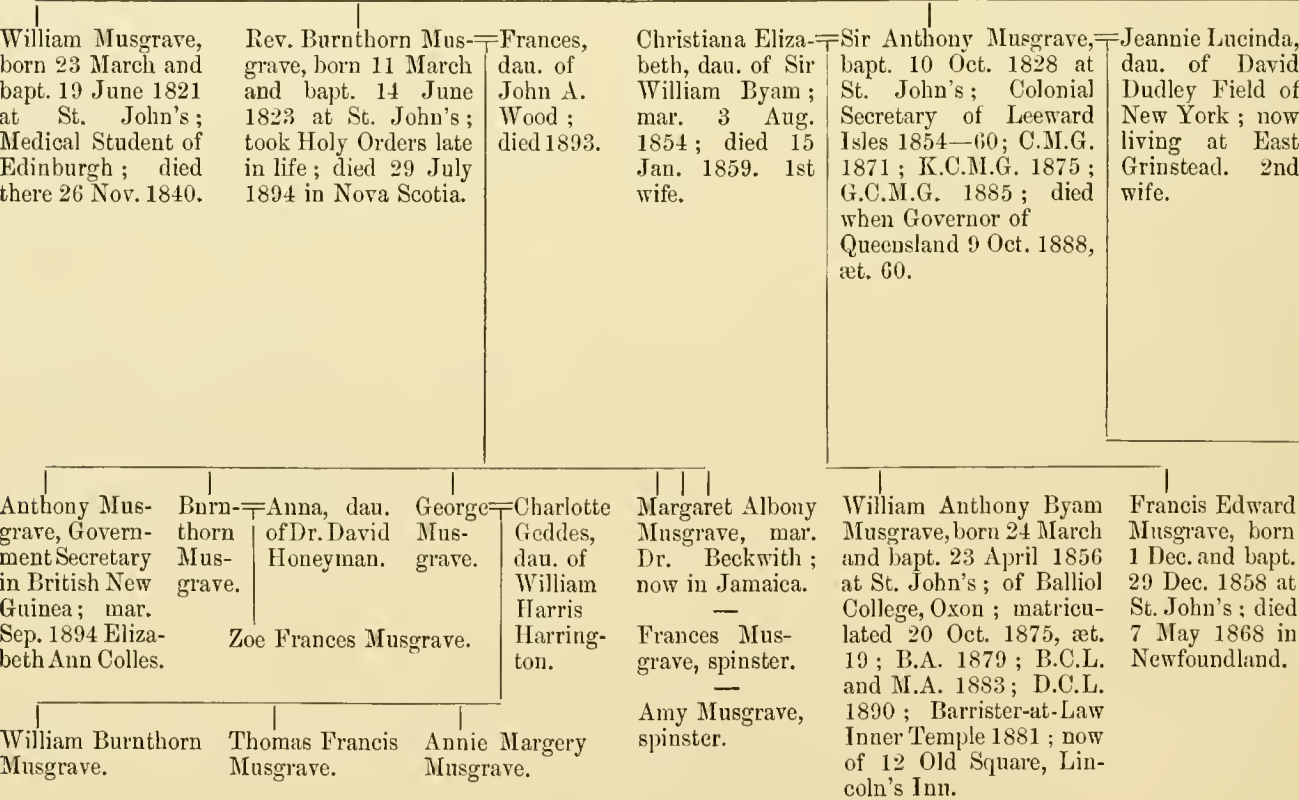 William Musgrave,
born 23 March and
bapt. 19 June 1821
at St. John's;
Medical Student of
Edinburgh; died
there 26 Nov. 1840.
Rev. Burnthorn Mus-
grave, born 11 March
and bapt. 14 June
1823 at St. John's;
took Holy Orders late
in life; died 29 July
1894 in Nova Scotia.
Frances,
dau. of
John A.
Wood;
died 1893.
Christiana Eliza-
beth, dau. of Sir
William Byam;
mar. 3 Aug.
1854; died 15
Jan. 1859. 1st
wife.
Sir Anthony Musgrave,
bapt. 10 Oct. 1828 at
St. John's; Colonial
Secretary of Leeward
Isles 1854—60; C.M.G.
1871; K.C.M.G. 1875;
G.C.M.G. 1885; died
when Governor of
Queensland 9 Oct. 1888,
æt. 60.
Jeannie Lucinda,
dau. of David
Dudley Field of
New York; now
living at East
Grinstead. 2nd
wife.
Anthony Mus-
grave, Govern-
ment Secretary
in British New
Guinea; mar.
Sep. 1894 Eliza-
beth Ann Colles.
Burn-
thorn
Mus-
grave.
Anna, dau.
of Dr. David
Honeyman.
Zoe Frances Musgrave.
George
Mus-
grave.
Charlotte
Geddes,
dau. of
William
Harris
Harring-
ton.
Margaret Albony
Musgrave, mar.
Dr. Beckwith;
now in Jamaica.
—
Frances Mus-
grave, spinster.
—
Amy Musgrave,
spinster.
William Anthony Byam
Musgrave, born 24 March
and bapt. 23 April 1856
at St. John's; of Balliol
College, Oxon; matricu-
lated 20 Oct. 1875, æt.
19; B.A. 1879; B.C.L.
and M.A. 1883; D.C.L.
1890; Barrister-at-Law
Inner Temple 1881; now
of 12 Old Square, Lin-
coln's Inn.
Francis Edward
Musgrave, born
1 Dec. and bapt.
29 Dec. 1858 at
St. John's; died
7 May 1868 in
Newfoundland.
William Burnthorn
Musgrave.
Thomas Francis
Musgrave.
Annie Margery
Musgrave.